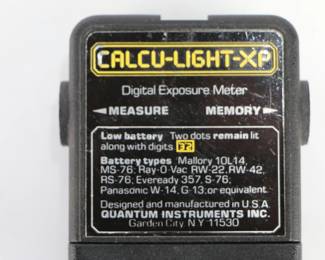 CALCU-LIGHT-XP
Digital Exposure Meter
MEASURE MEMORY
Low battery Two dots remain lit
along with digits 32
Battery types Mallory 10L14,
MS-76; Ray-O-Vac RW-22, RW-42,
RS-76; Eveready 357, S-76;
Panasonic W-14, G-13; or equivalent.
Designed and manufactured in U.S.A.
QUANTUM INSTRUMENTS INC.
Garden City, N.Y 11530